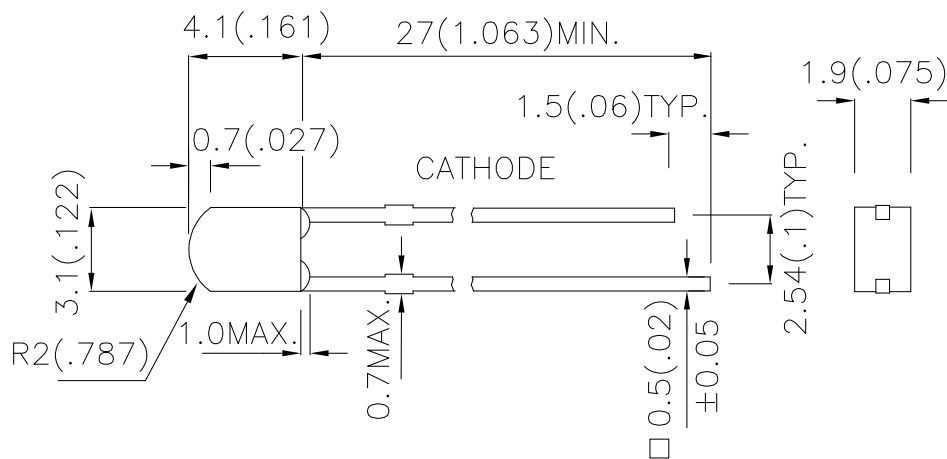 4.1(.161)
27(1.063)MIN.
1.9(.075)
1.5(.06)TYP.
0.7(.027)
CATHODE
3.1(.122)
2.54(.1)TYP.
1.0MAX.
R2(.787)
0.7MAX.
□ 0.5(.02)
±0.05